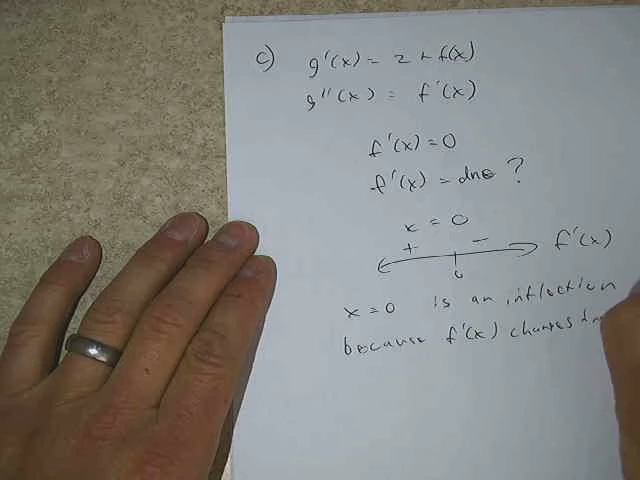 c) g'(x) = 2 + f(x)
g''(x) = f'(x)
f'(x) = 0
f'(x) = dne ?
x = 0
+ − f'(x)
0
x = 0 is an inflection
because f'(x) changes